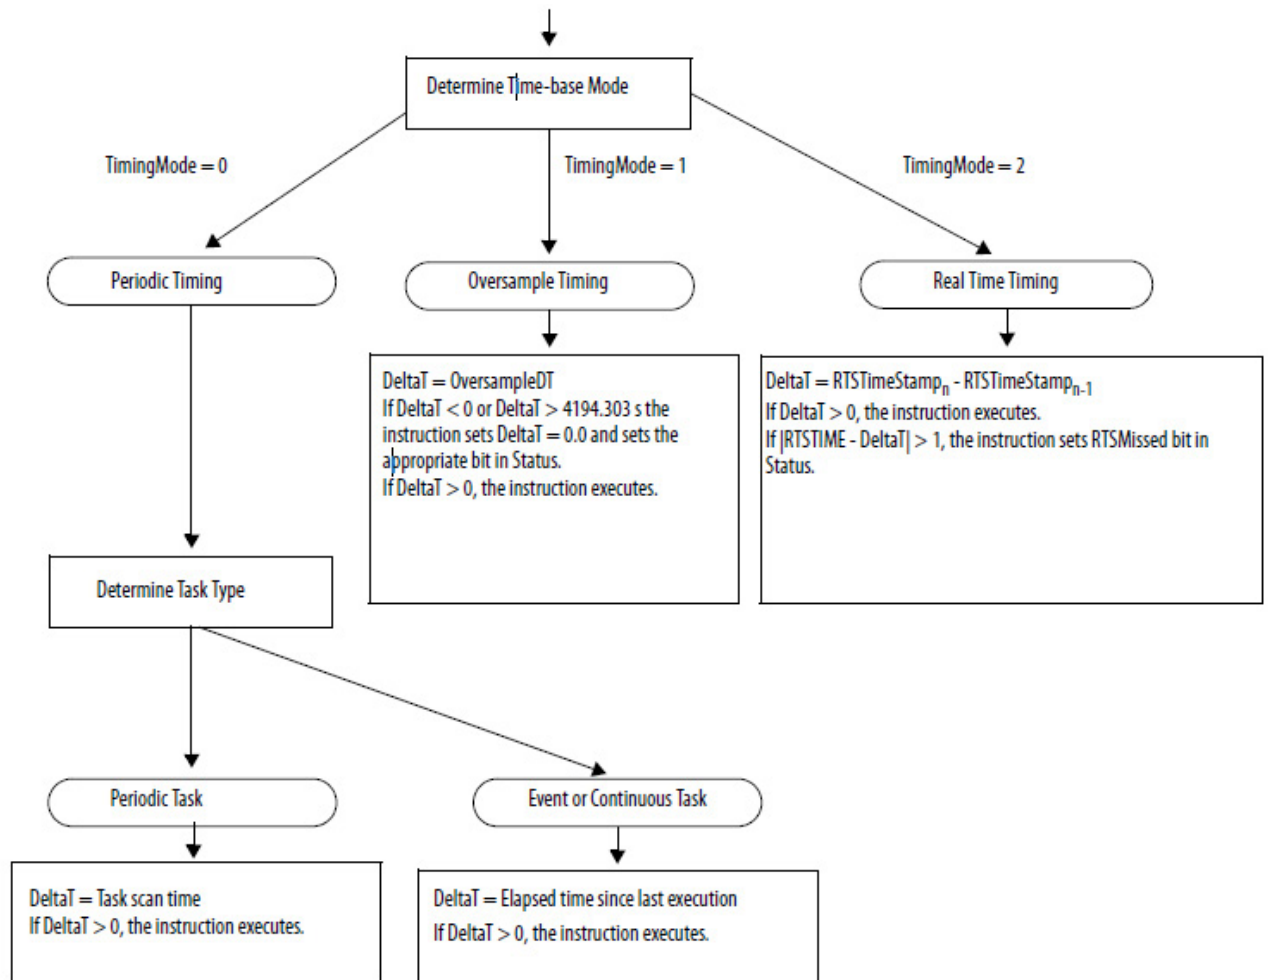 Determine Time-base Mode
TimingMode = 0
TimingMode = 1
TimingMode = 2
Periodic Timing
Oversample Timing
Real Time Timing
DeltaT = OversampleDT
If DeltaT < 0 or DeltaT > 4194.303 s the
instruction sets DeltaT = 0.0 and sets the
appropriate bit in Status.
If DeltaT > 0, the instruction executes.
DeltaT = RTSTimeStampn - RTSTimeStampn-1
If DeltaT > 0, the instruction executes.
If |RTSTIME - DeltaT| > 1, the instruction sets RTSMissed bit in
Status.
Determine Task Type
Periodic Task
Event or Continuous Task
DeltaT = Task scan time
If DeltaT > 0, the instruction executes.
DeltaT = Elapsed time since last execution
If DeltaT > 0, the instruction executes.